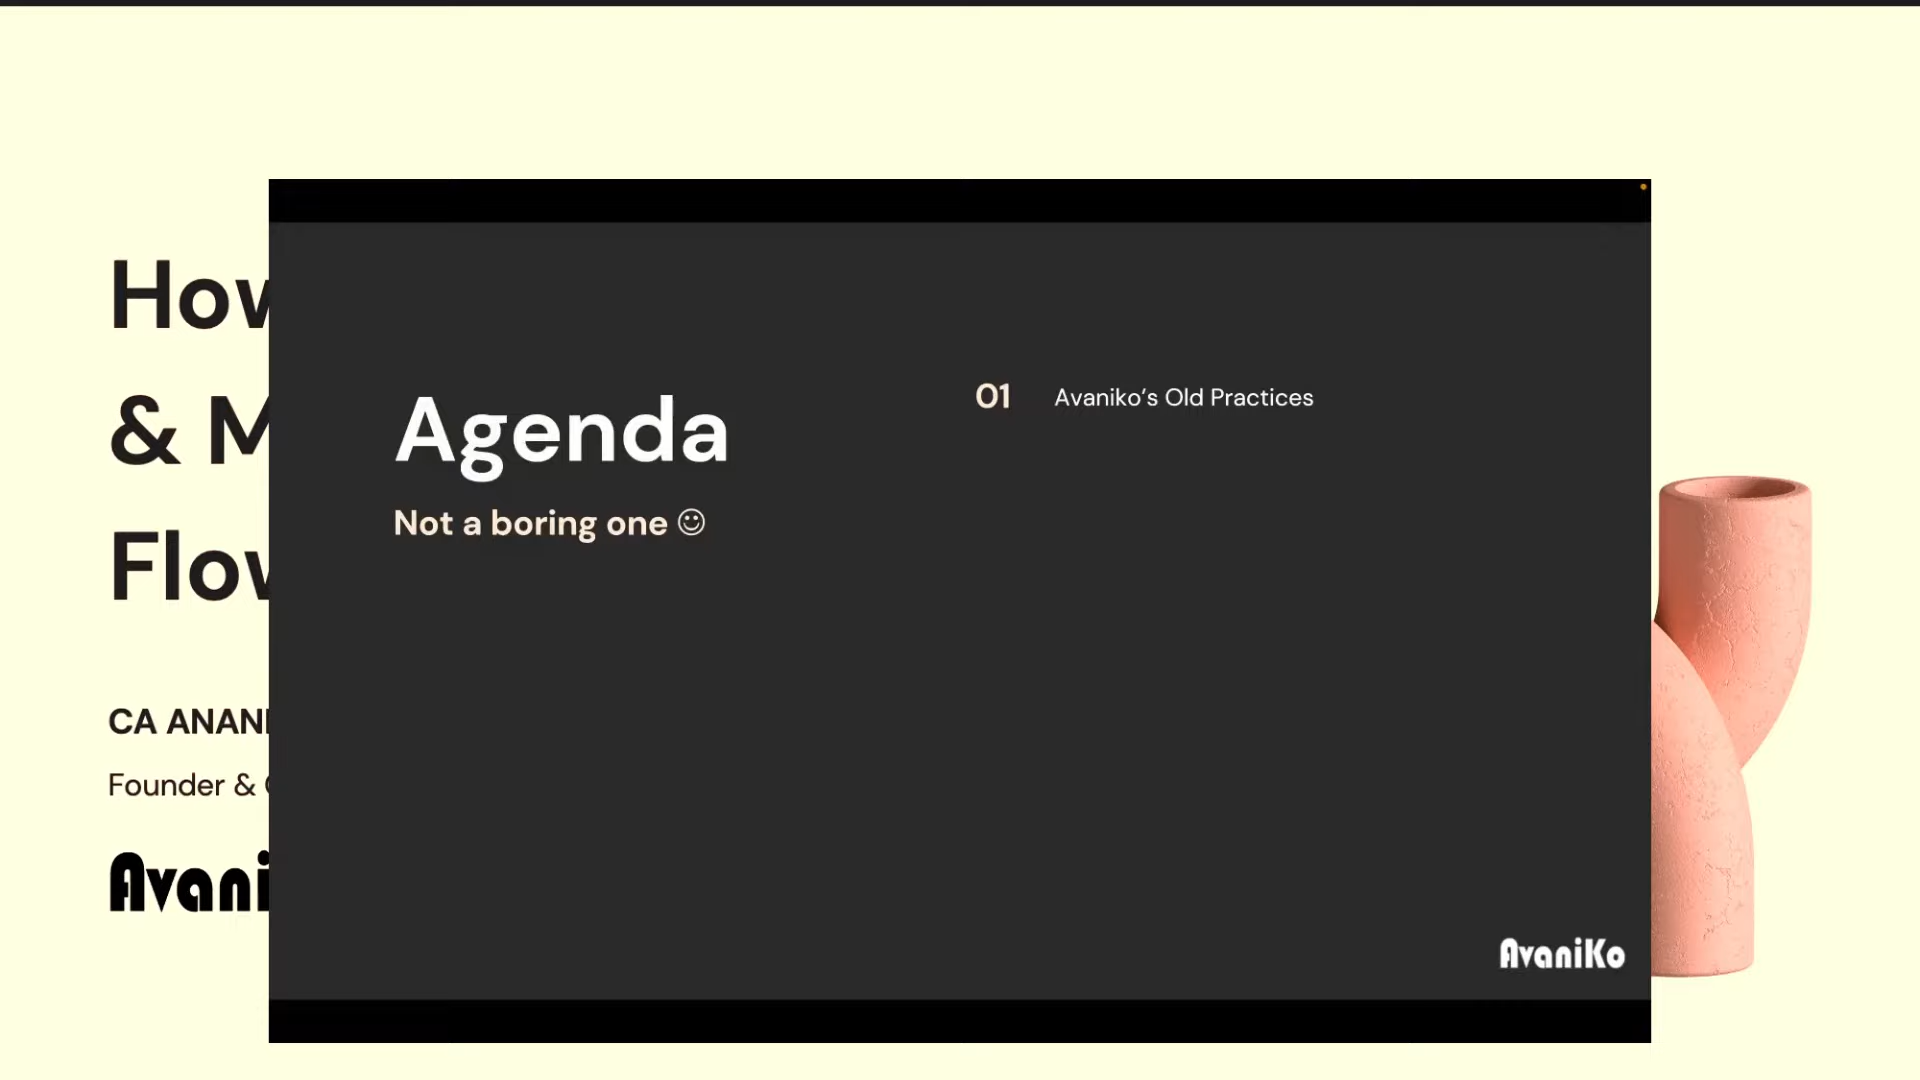 How
& M
Flow
CA ANAN
Founder &
Avani
Agenda
Not a boring one ☺
01 Avaniko’s Old Practices
AvaniKo